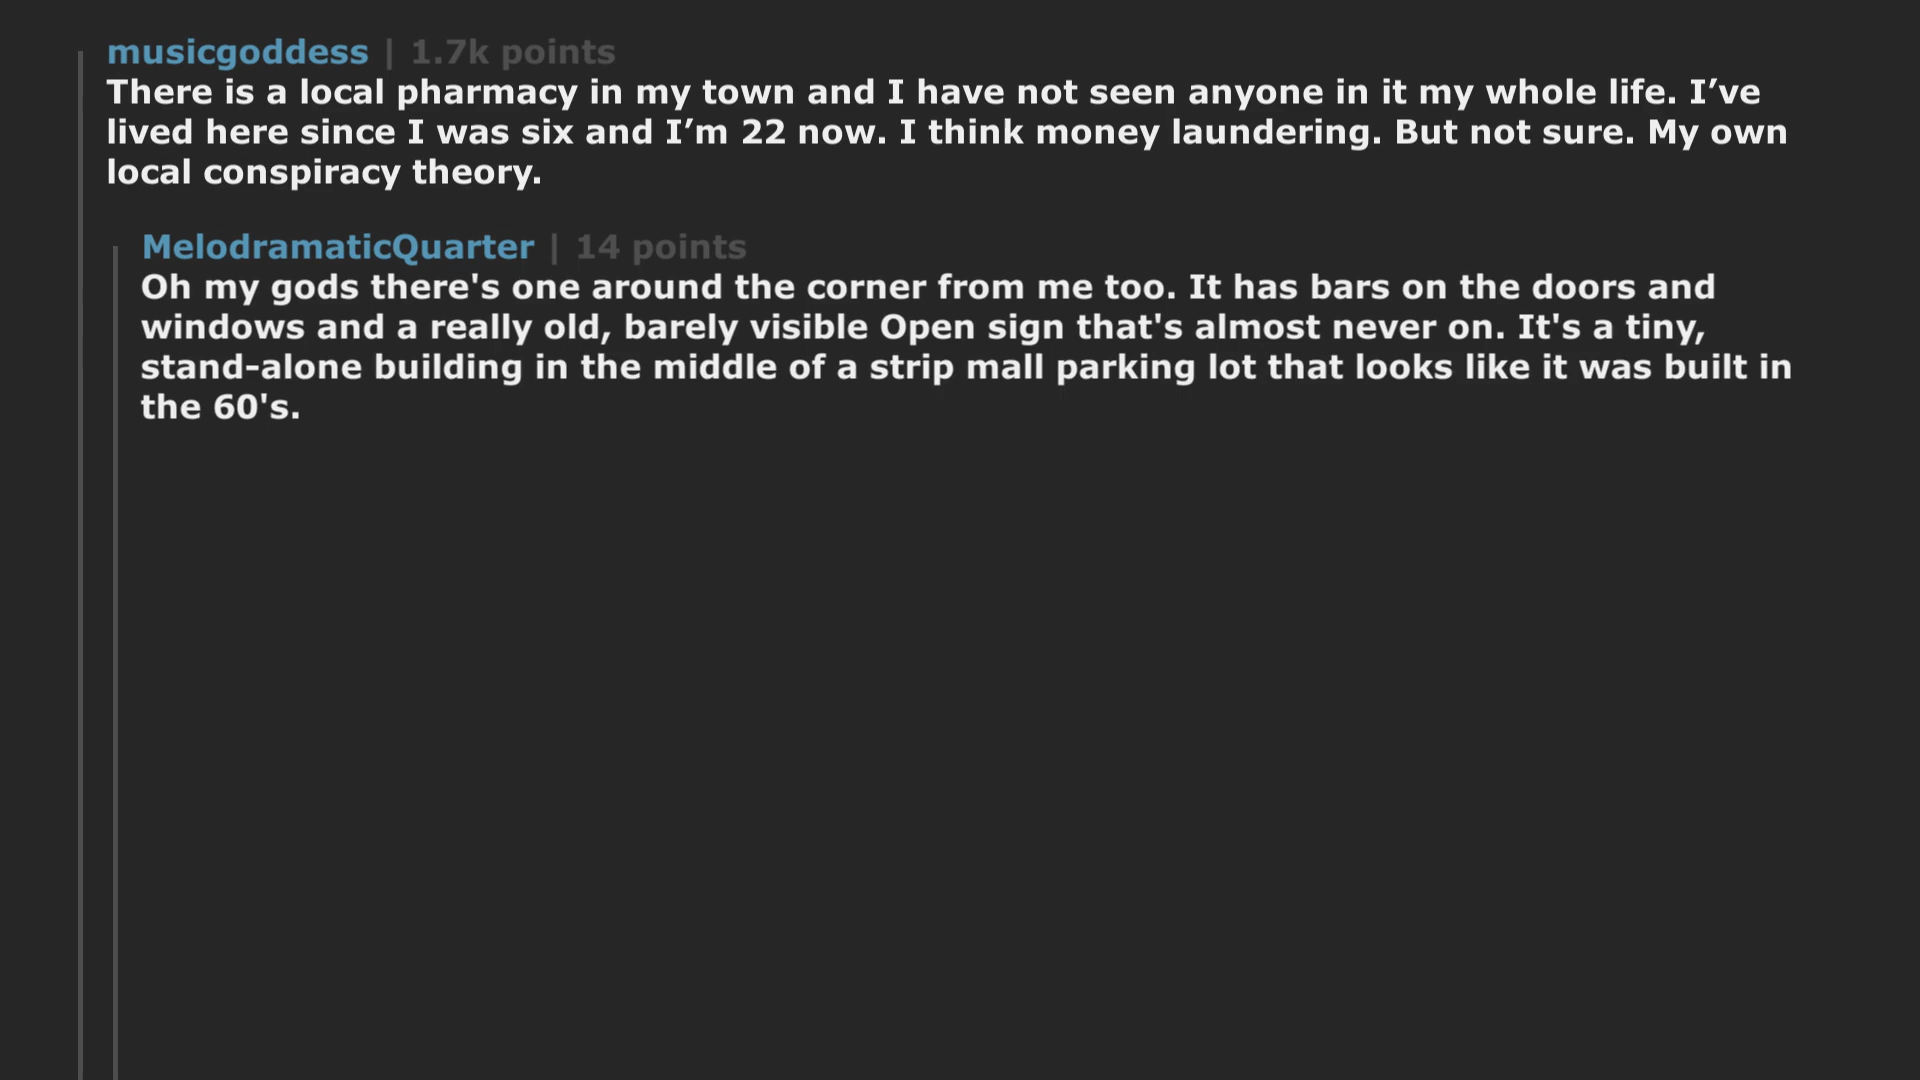 musicgoddess | 1.7k points
There is a local pharmacy in my town and I have not seen anyone in it my whole life. I’ve
lived here since I was six and I’m 22 now. I think money laundering. But not sure. My own
local conspiracy theory.
MelodramaticQuarter | 14 points
Oh my gods there's one around the corner from me too. It has bars on the doors and
windows and a really old, barely visible Open sign that's almost never on. It's a tiny,
stand-alone building in the middle of a strip mall parking lot that looks like it was built in
the 60's.